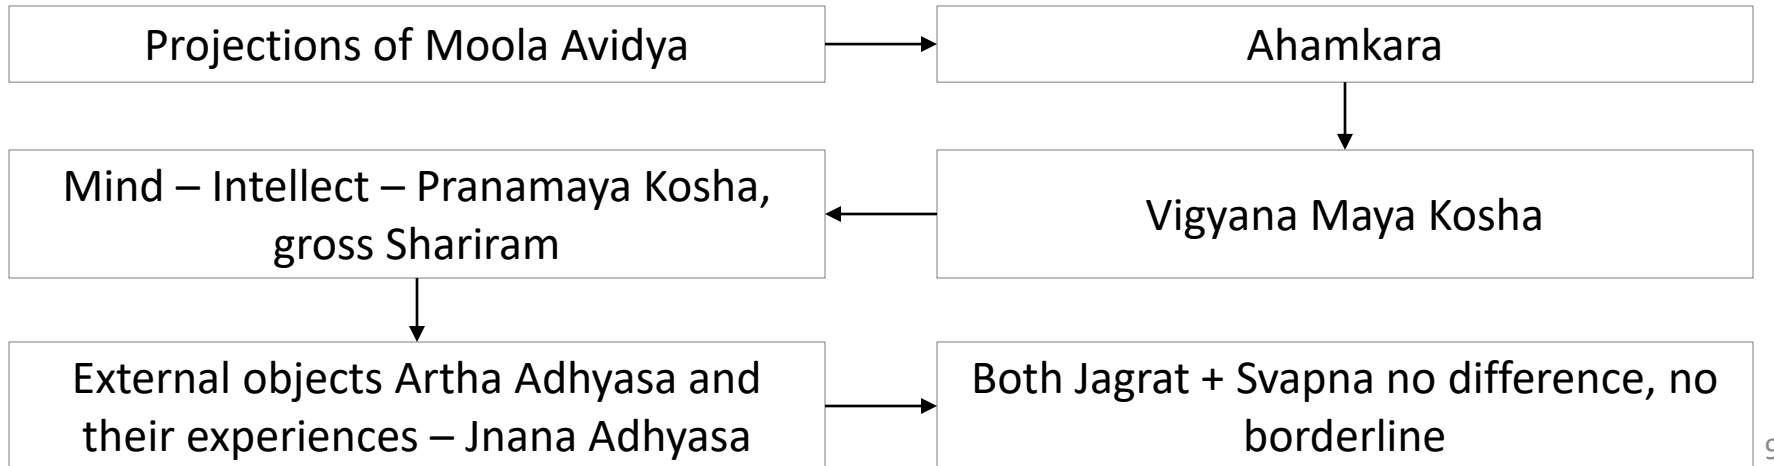 Projections of Moola Avidya
Ahamkara
Mind – Intellect – Pranamaya Kosha,
gross Shariram
Vigyana Maya Kosha
External objects Artha Adhyasa and
their experiences – Jnana Adhyasa
Both Jagrat + Svapna no difference, no
borderline